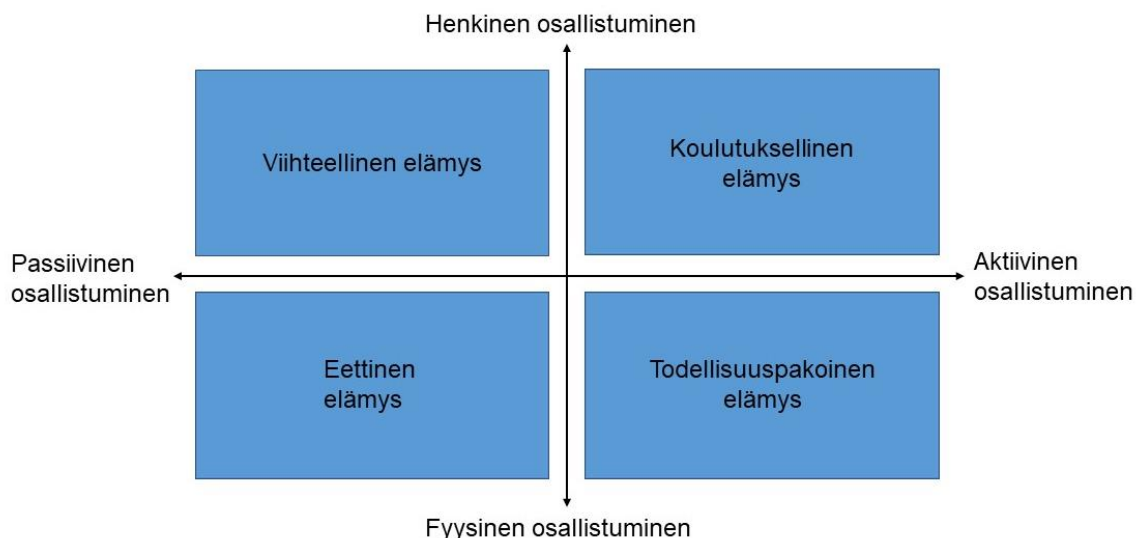 Henkinen osallistuminen
Viihteellinen elämys
Koulutuksellinen
elämys
Passiivinen
osallistuminen
Aktiivinen
osallistuminen
Eettinen
elämys
Todellisuuspakoinen
elämys
Fyysinen osallistuminen